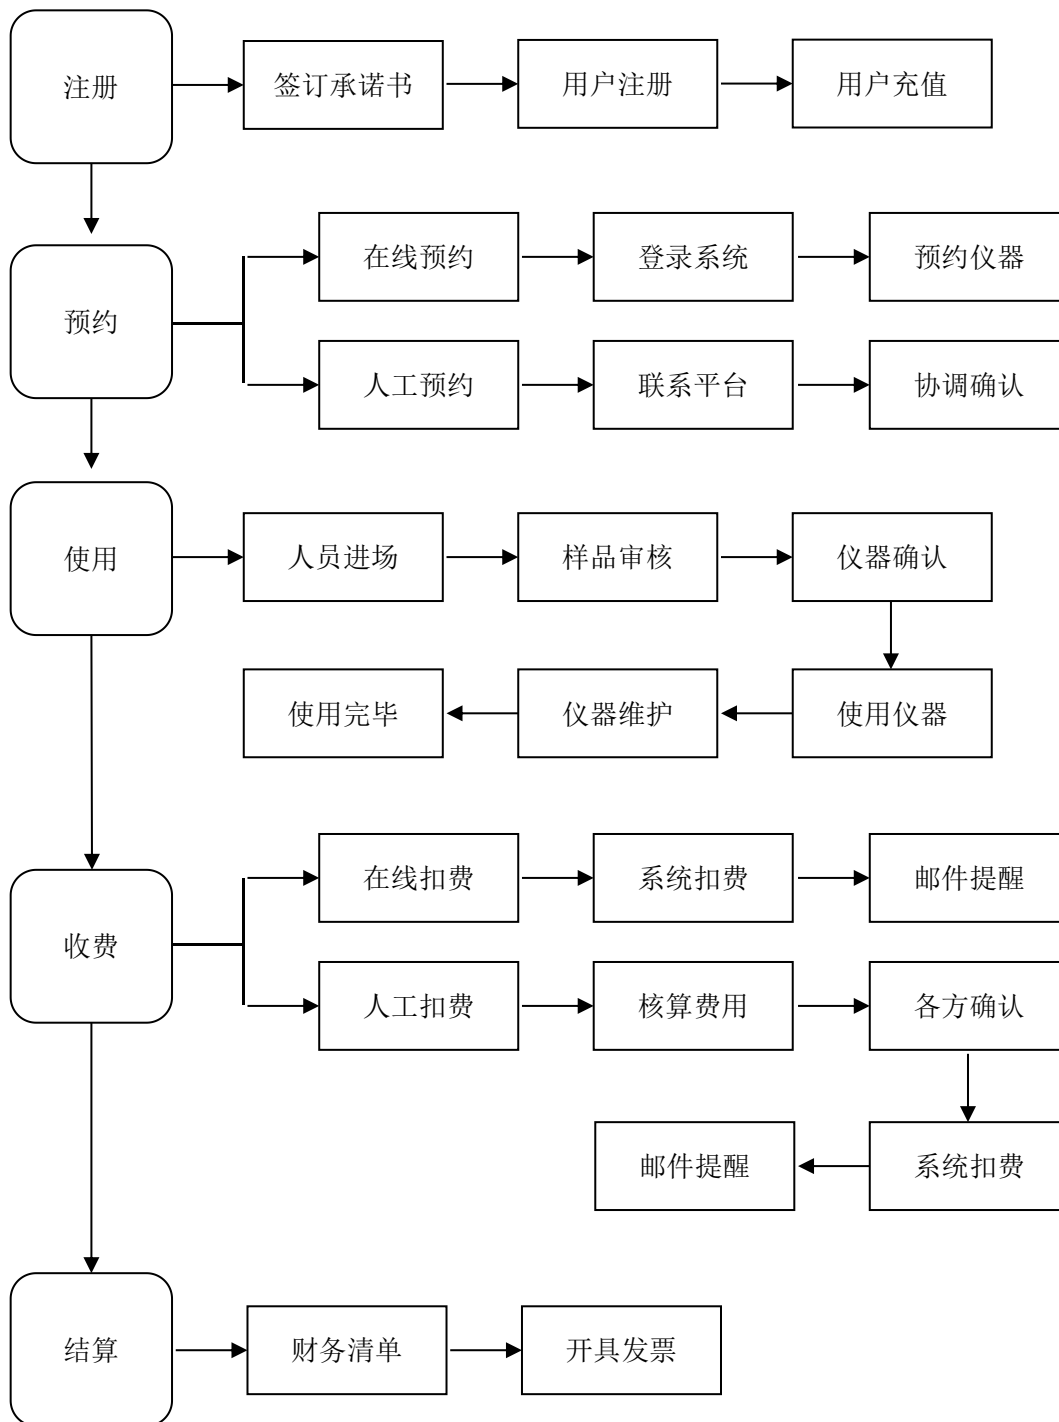 注册
签订承诺书
用户注册
用户充值
预约
在线预约
登录系统
预约仪器
人工预约
联系平台
协调确认
使用
人员进场
样品审核
仪器确认
使用完毕
仪器维护
使用仪器
收费
在线扣费
系统扣费
邮件提醒
人工扣费
核算费用
各方确认
邮件提醒
系统扣费
结算
财务清单
开具发票